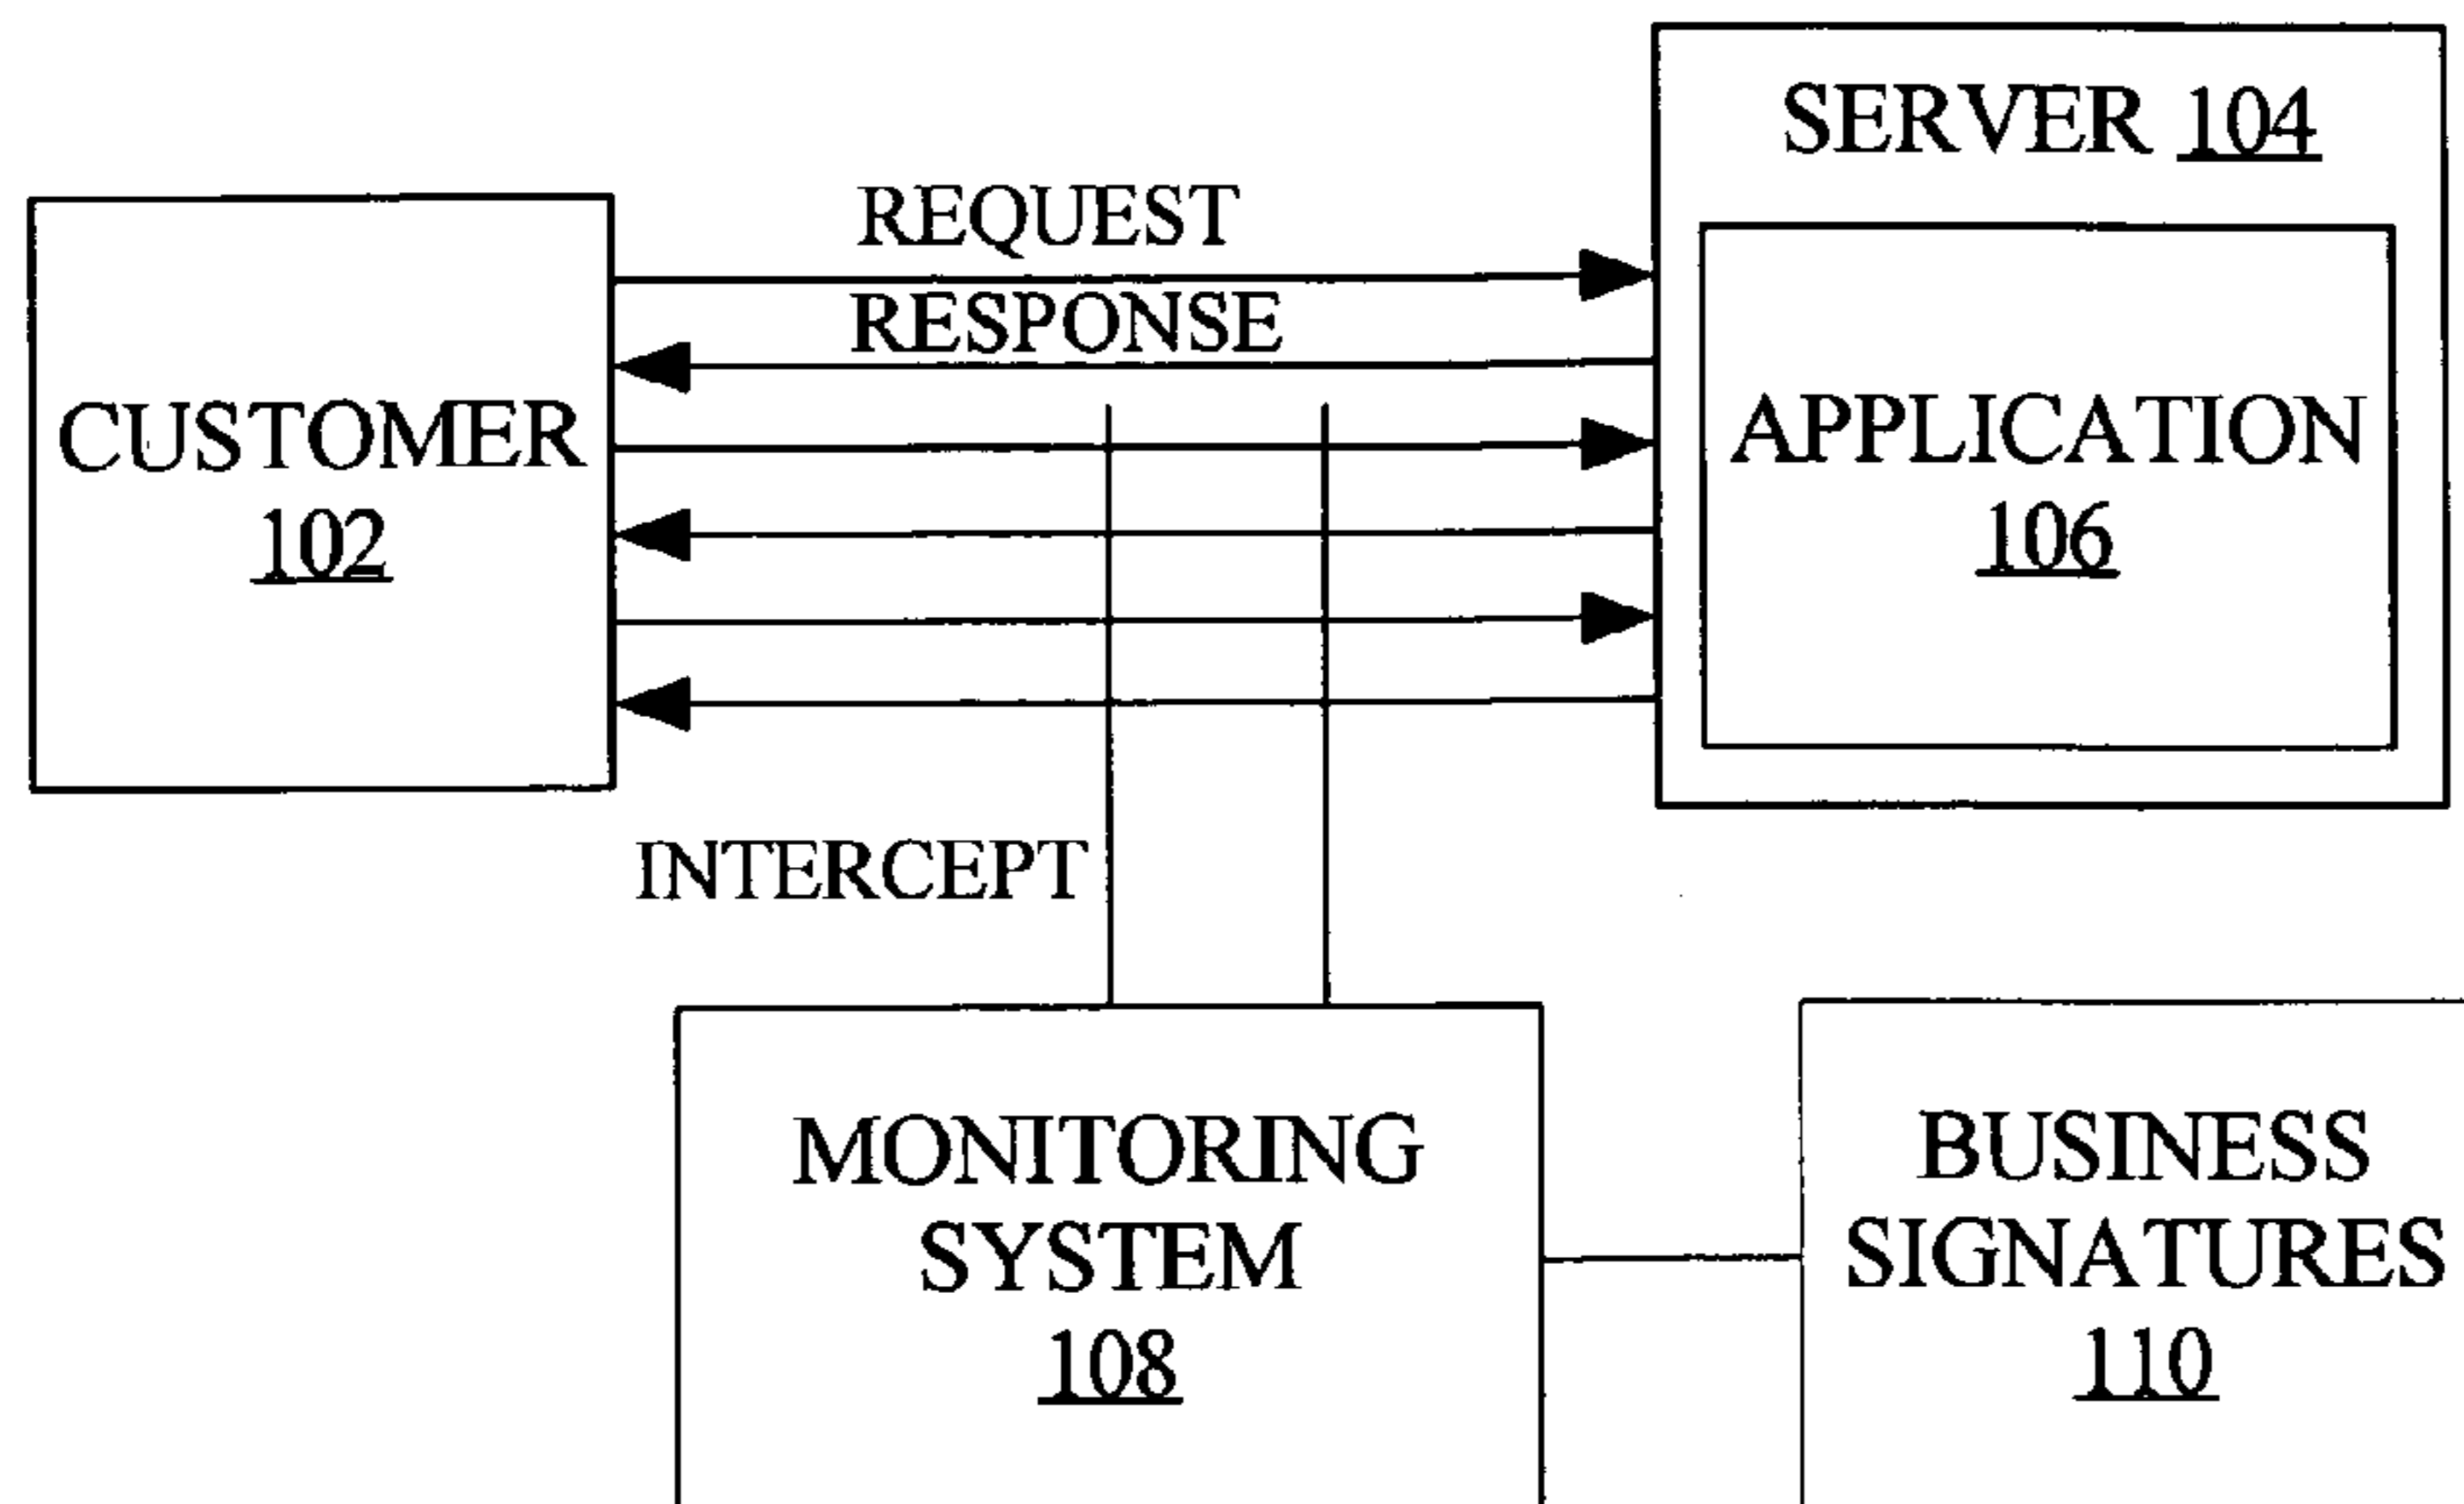 SERVER 104
REQUEST
RESPONSE
CUSTOMER
102
APPLICATION
106
INTERCEPT
MONITORING
SYSTEM
108
BUSINESS
SIGNATURES
110